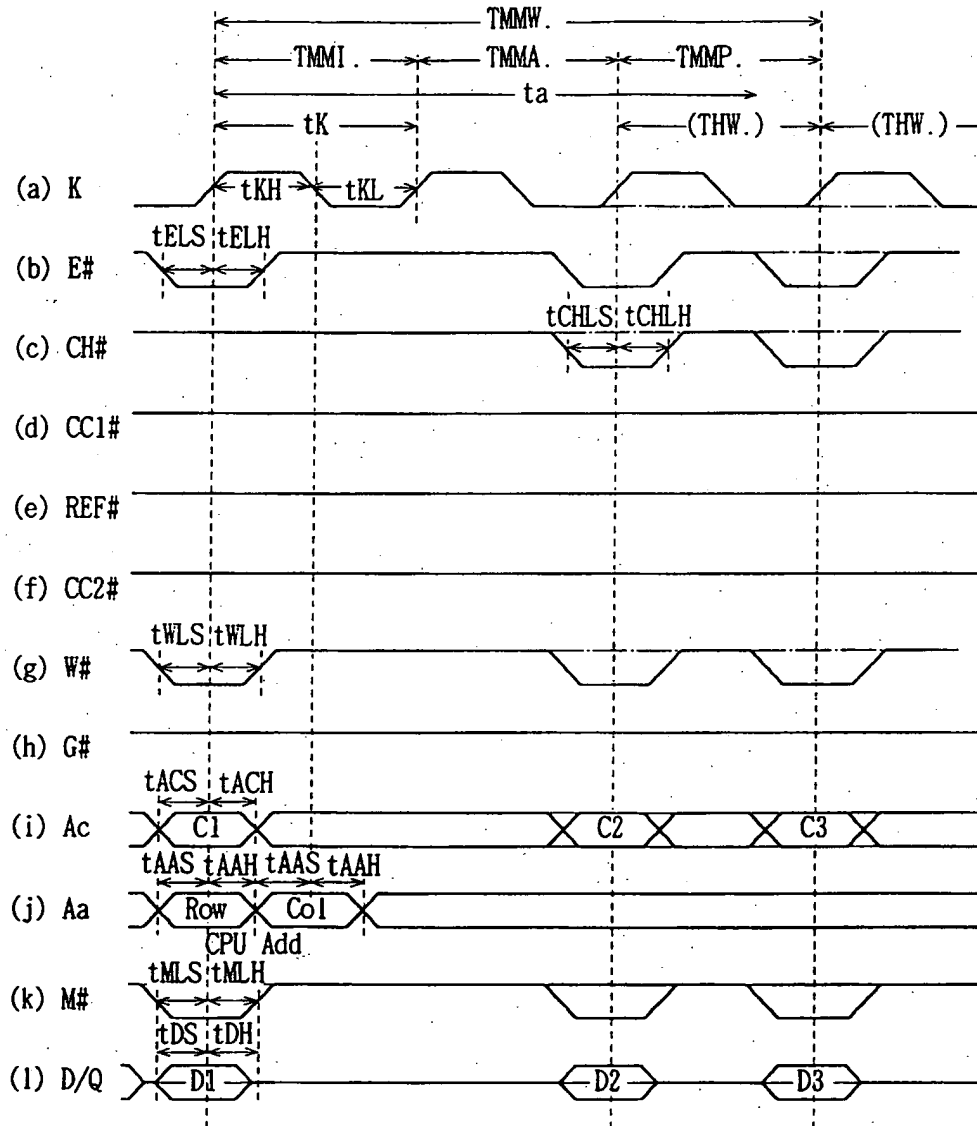 TMMW.
TMMI. TMMA. TMMP.
ta
tK (THW.) (THW.)
(a) K tKH tKL
(b) E# tELS tELH
(c) CH# tCHLS tCHLH
(d) CC1#
(e) REF#
(f) CC2#
tWLS tWLH
(g) W#
(h) G#
tACS tACH
(i) Ac C1 C2 C3
tAAS tAAH tAAS tAAH
(j) Aa Row Col
CPU Add
tMLS tMLH
(k) M#
tDS tDH
(l) D/Q D1 D2 D3